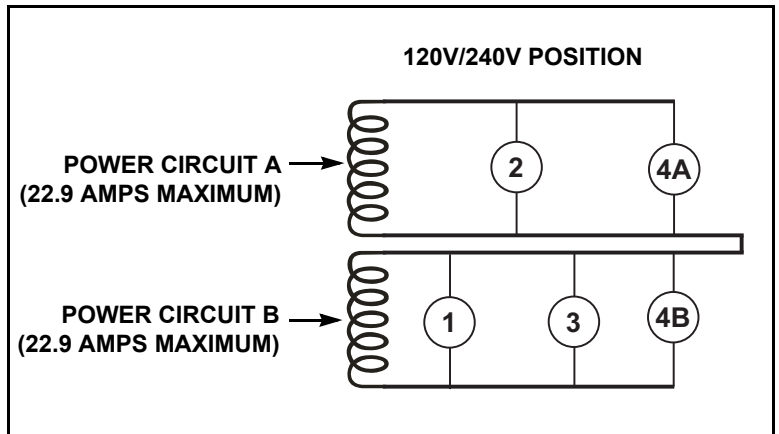 120V/240V POSITION
POWER CIRCUIT A
(22.9 AMPS MAXIMUM)
2
4A
POWER CIRCUIT B
(22.9 AMPS MAXIMUM)
1
3
4B